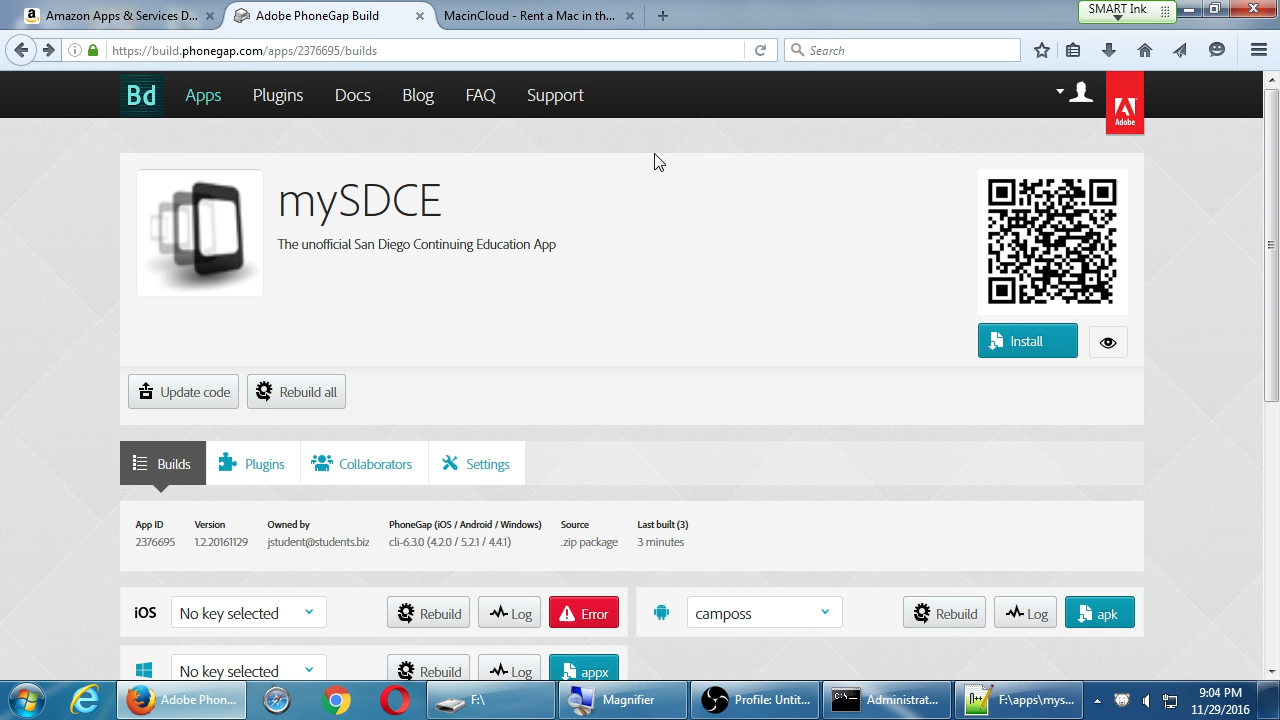 Amazon Apps & Services D...
Adobe PhoneGap Build
MacinCloud - Rent a Mac in th...
SMART Ink
https://build.phonegap.com/apps/2376695/builds
Search
Bd
Apps
Plugins
Docs
Blog
FAQ
Support
Adobe
mySDCE
The unofficial San Diego Continuing Education App
Install
Update code
Rebuild all
Builds
Plugins
Collaborators
Settings
App ID
Version
Owned by
PhoneGap (iOS / Android / Windows)
Source
Last built (3)
2376695
1.2.20161129
jstudent@students.biz
cli-6.3.0 (4.2.0 / 5.2.1 / 4.4.1)
.zip package
3 minutes
iOS
No key selected
Rebuild
Log
Error
camposs
Rebuild
Log
apk
No key selected
Rebuild
Log
appx
Adobe Phon...
F:\
Magnifier
Profile: Untit...
Administrat...
F:\apps\mys...
9:04 PM
11/29/2016